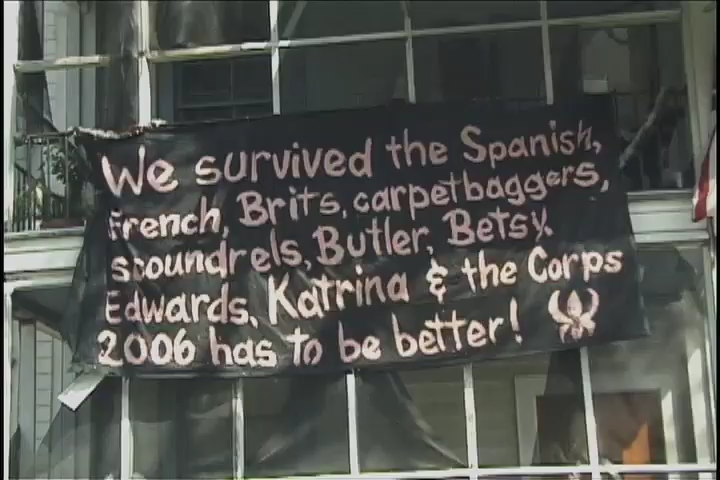 We survived the Spanish,
French, Brits, carpetbaggers,
scoundrels, Butler, Betsy.
Edwards, Katrina & the Corps
2006 has to be better!